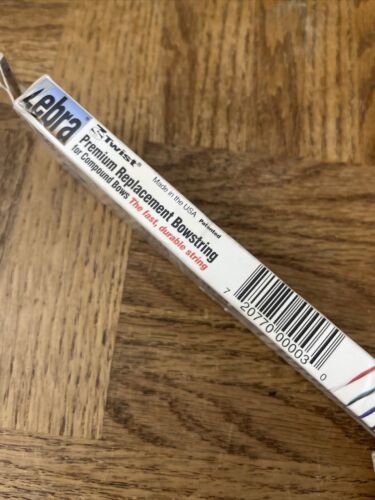 Zebra
Z Twist®
Premium Replacement Bowstring
for Compound Bows The fast, durable string
Made in the USA Patented
7 20770 00003 0